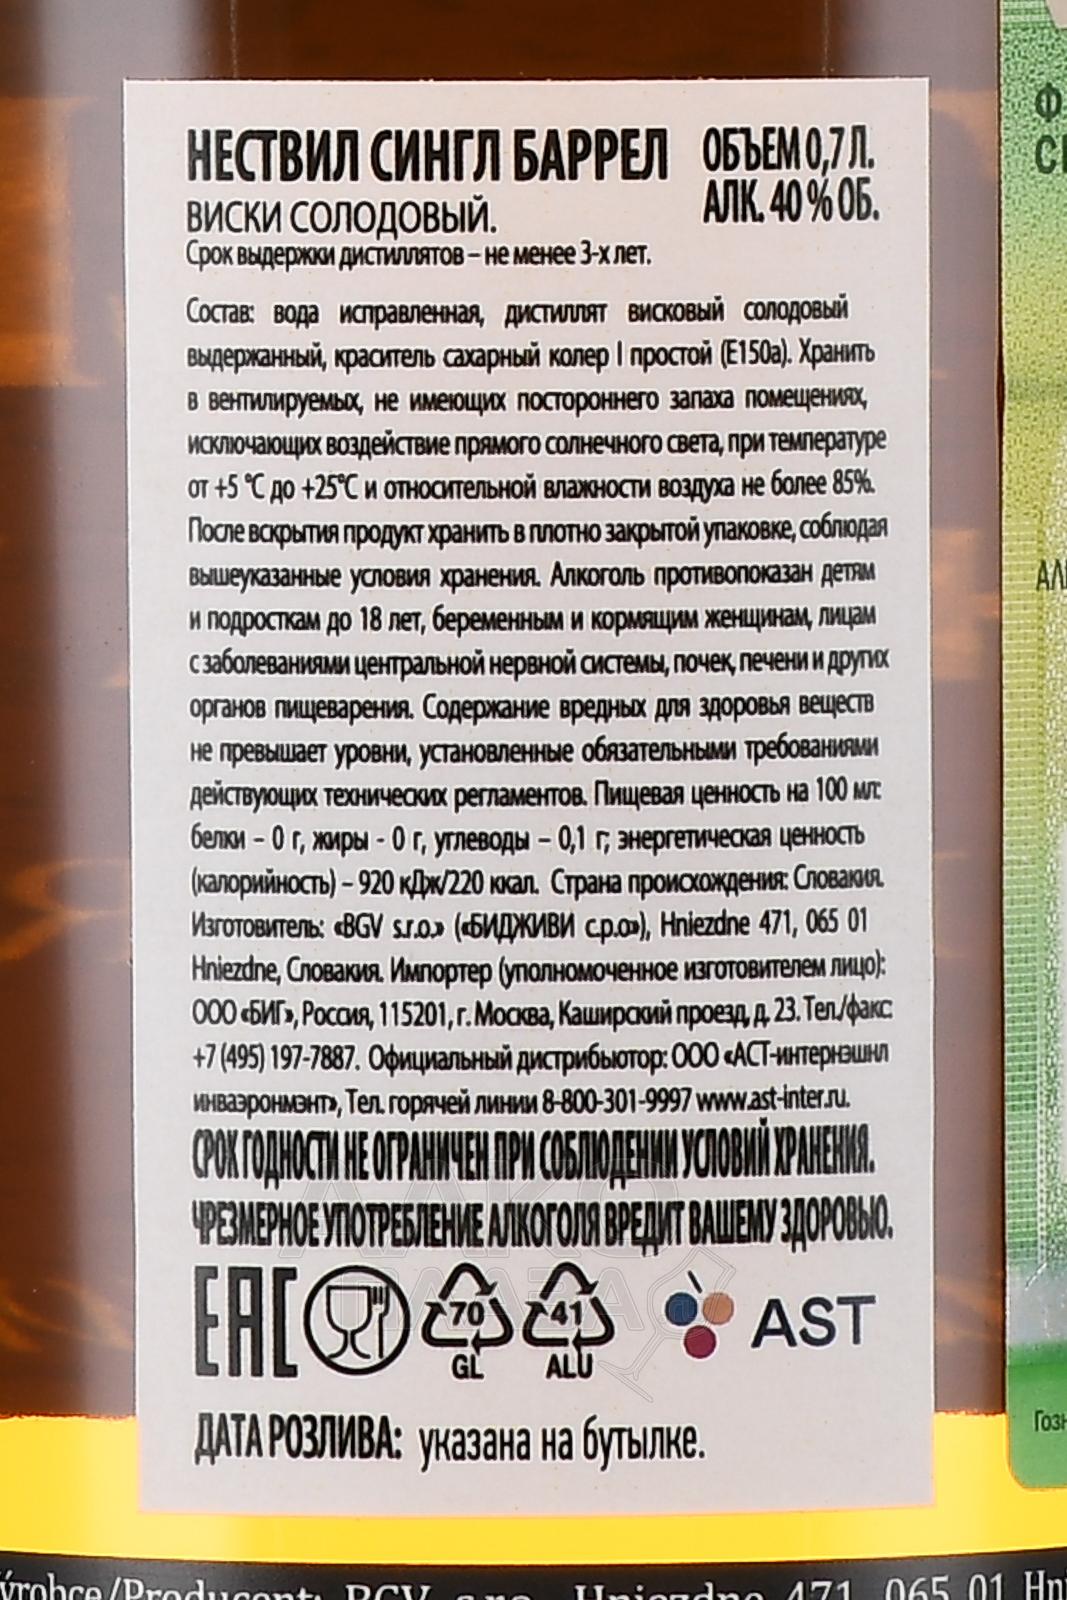 НЕСТВИЛ СИНГЛ БАРРЕЛ
ВИСКИ СОЛОДОВЫЙ.
ОБЪЕМ 0,7 Л.
АЛК. 40 % ОБ.
Срок выдержки дистиллятов – не менее 3-х лет.
Состав: вода исправленная, дистиллят висковый солодовый
выдержанный, краситель сахарный колер I простой (Е150а). Хранить
в вентилируемых, не имеющих постороннего запаха помещениях,
исключающих воздействие прямого солнечного света, при температуре
от +5 °С до +25°С и относительной влажности воздуха не более 85%.
После вскрытия продукт хранить в плотно закрытой упаковке, соблюдая
вышеуказанные условия хранения. Алкоголь противопоказан детям
и подросткам до 18 лет, беременным и кормящим женщинам, лицам
с заболеваниями центральной нервной системы, почек, печени и других
органов пищеварения. Содержание вредных для здоровья веществ
не превышает уровни, установленные обязательными требованиями
действующих технических регламентов. Пищевая ценность на 100 мл:
белки – 0 г, жиры - 0 г, углеводы – 0,1 г; энергетическая ценность
(калорийность) – 920 кДж/220 ккал. Страна происхождения: Словакия.
Изготовитель: «BGV s.r.o.» («БИДЖИВИ с.р.о»), Hniezdne 471, 065 01
Hniezdne, Словакия. Импортер (уполномоченное изготовителем лицо):
ООО «БИГ», Россия, 115201, г. Москва, Каширский проезд, д. 23. Тел./факс:
+7 (495) 197-7887. Официальный дистрибьютор: ООО «АСТ-интернэшнл
инваэронмэнт», Тел. горячей линии 8-800-301-9997 www.ast-inter.ru.
СРОК ГОДНОСТИ НЕ ОГРАНИЧЕН ПРИ СОБЛЮДЕНИИ УСЛОВИЙ ХРАНЕНИЯ.
ЧРЕЗМЕРНОЕ УПОТРЕБЛЕНИЕ АЛКОГОЛЯ ВРЕДИТ ВАШЕМУ ЗДОРОВЬЮ.
ЕАС 70 41 AST
GL ALU
ДАТА РОЗЛИВА: указана на бутылке.
Výrobce/Producent: BGV, s.r.o., Hniezdne 471, 065 01